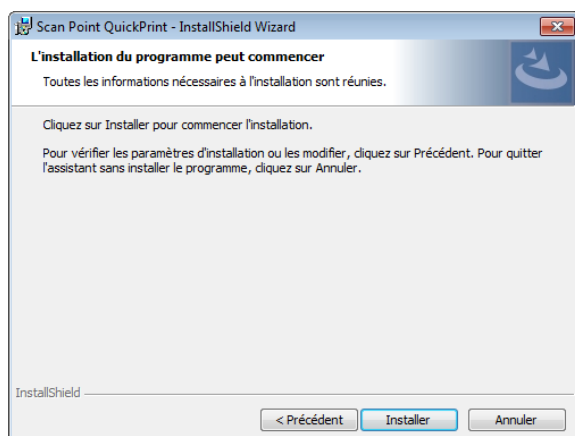 Scan Point QuickPrint - InstallShield Wizard
L'installation du programme peut commencer
Toutes les informations nécessaires à l'installation sont réunies.
Cliquez sur Installer pour commencer l'installation.
Pour vérifier les paramètres d'installation ou les modifier, cliquez sur Précédent. Pour quitter
l'assistant sans installer le programme, cliquez sur Annuler.
InstallShield
< Précédent Installer Annuler